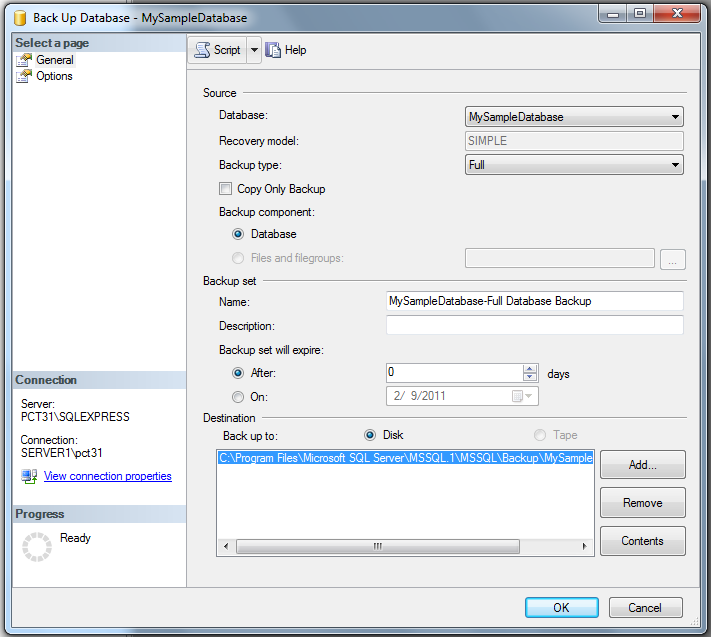 Back Up Database - MySampleDatabase
Select a page
General
Options
Script
Help
Source
Database:
MySampleDatabase
Recovery model:
SIMPLE
Backup type:
Full
Copy Only Backup
Backup component:
Database
Files and filegroups:
...
Backup set
Name:
MySampleDatabase-Full Database Backup
Description:
Backup set will expire:
After:
0
days
On:
2/ 9/2011
Destination
Back up to:
Disk
Tape
C:\Program Files\Microsoft SQL Server\MSSQL.1\MSSQL\Backup\MySample
Add...
Remove
Contents
Connection
Server:
PCT31\SQLEXPRESS
Connection:
SERVER1\pct31
View connection properties
Progress
Ready
OK
Cancel